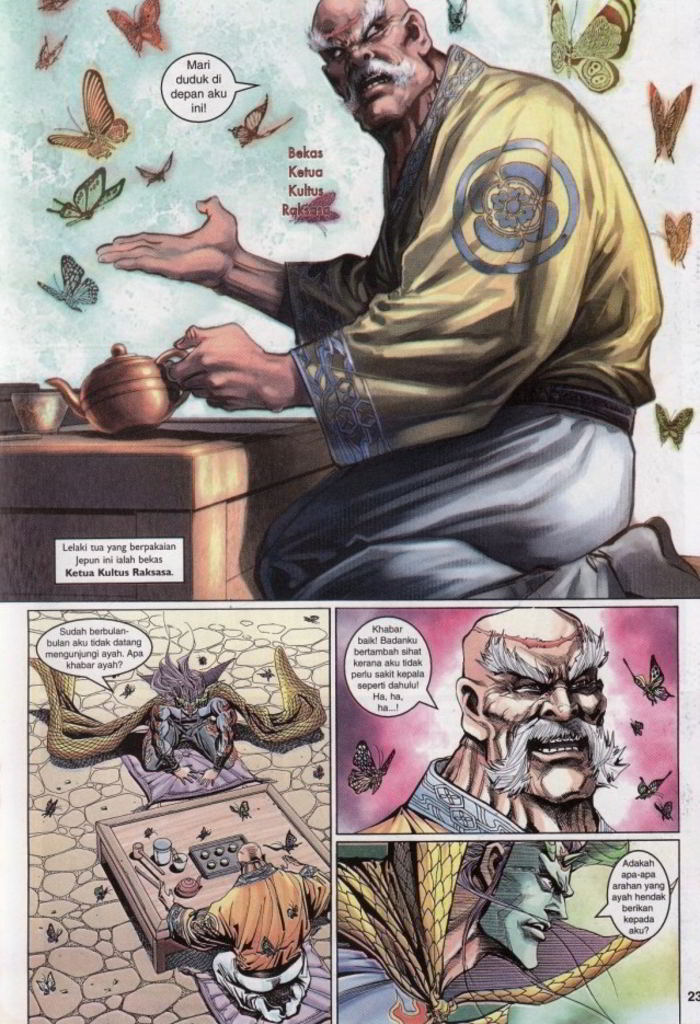 Mari
duduk di
depan aku
ini!
Bekas
Ketua
Kultus
Raksasa
Lelaki tua yang berpakaian
Jepun ini ialah bekas
Ketua Kultus Raksasa.
Sudah berbulan-
bulan aku tidak datang
mengunjungi ayah. Apa
khabar ayah?
Khabar
baik! Badanku
bertambah sihat
kerana aku tidak
perlu sakit kepala
seperti dahulu!
Ha, ha,
ha...!
Adakah
apa-apa
arahan yang
ayah hendak
berikan
kepada
aku?
23